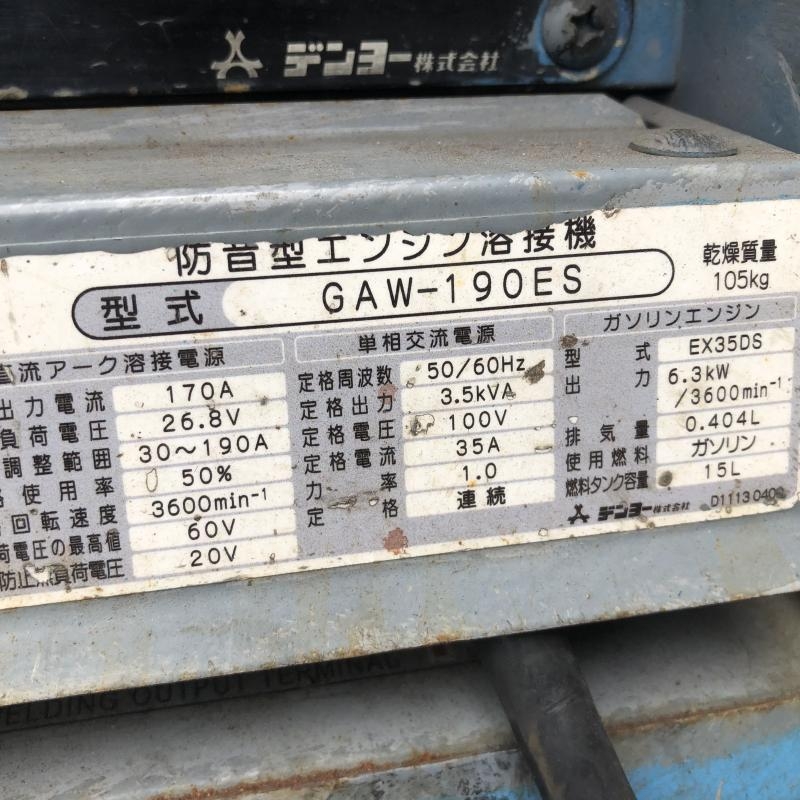 デンヨー株式会社
防音型エンジン溶接機
型式 GAW-190ES
乾燥質量
105kg
直流アーク溶接電源
出力電流 170A
負荷電圧 26.8V
調整範囲 30～190A
使用率 50%
回転速度 3600min-1
荷電圧の最高値 60V
防止無負荷電圧 20V
単相交流電源
定格周波数 50/60Hz
定格出力 3.5kVA
定格電圧 100V
定格電流 35A
力率 1.0
定格 連続
ガソリンエンジン
型式 EX35DS
出力 6.3kW
/3600min-1
排気量 0.404L
使用燃料 ガソリン
燃料タンク容量 15L
デンヨー株式会社 D11130400
WELDING OUTPUT TERMINAL